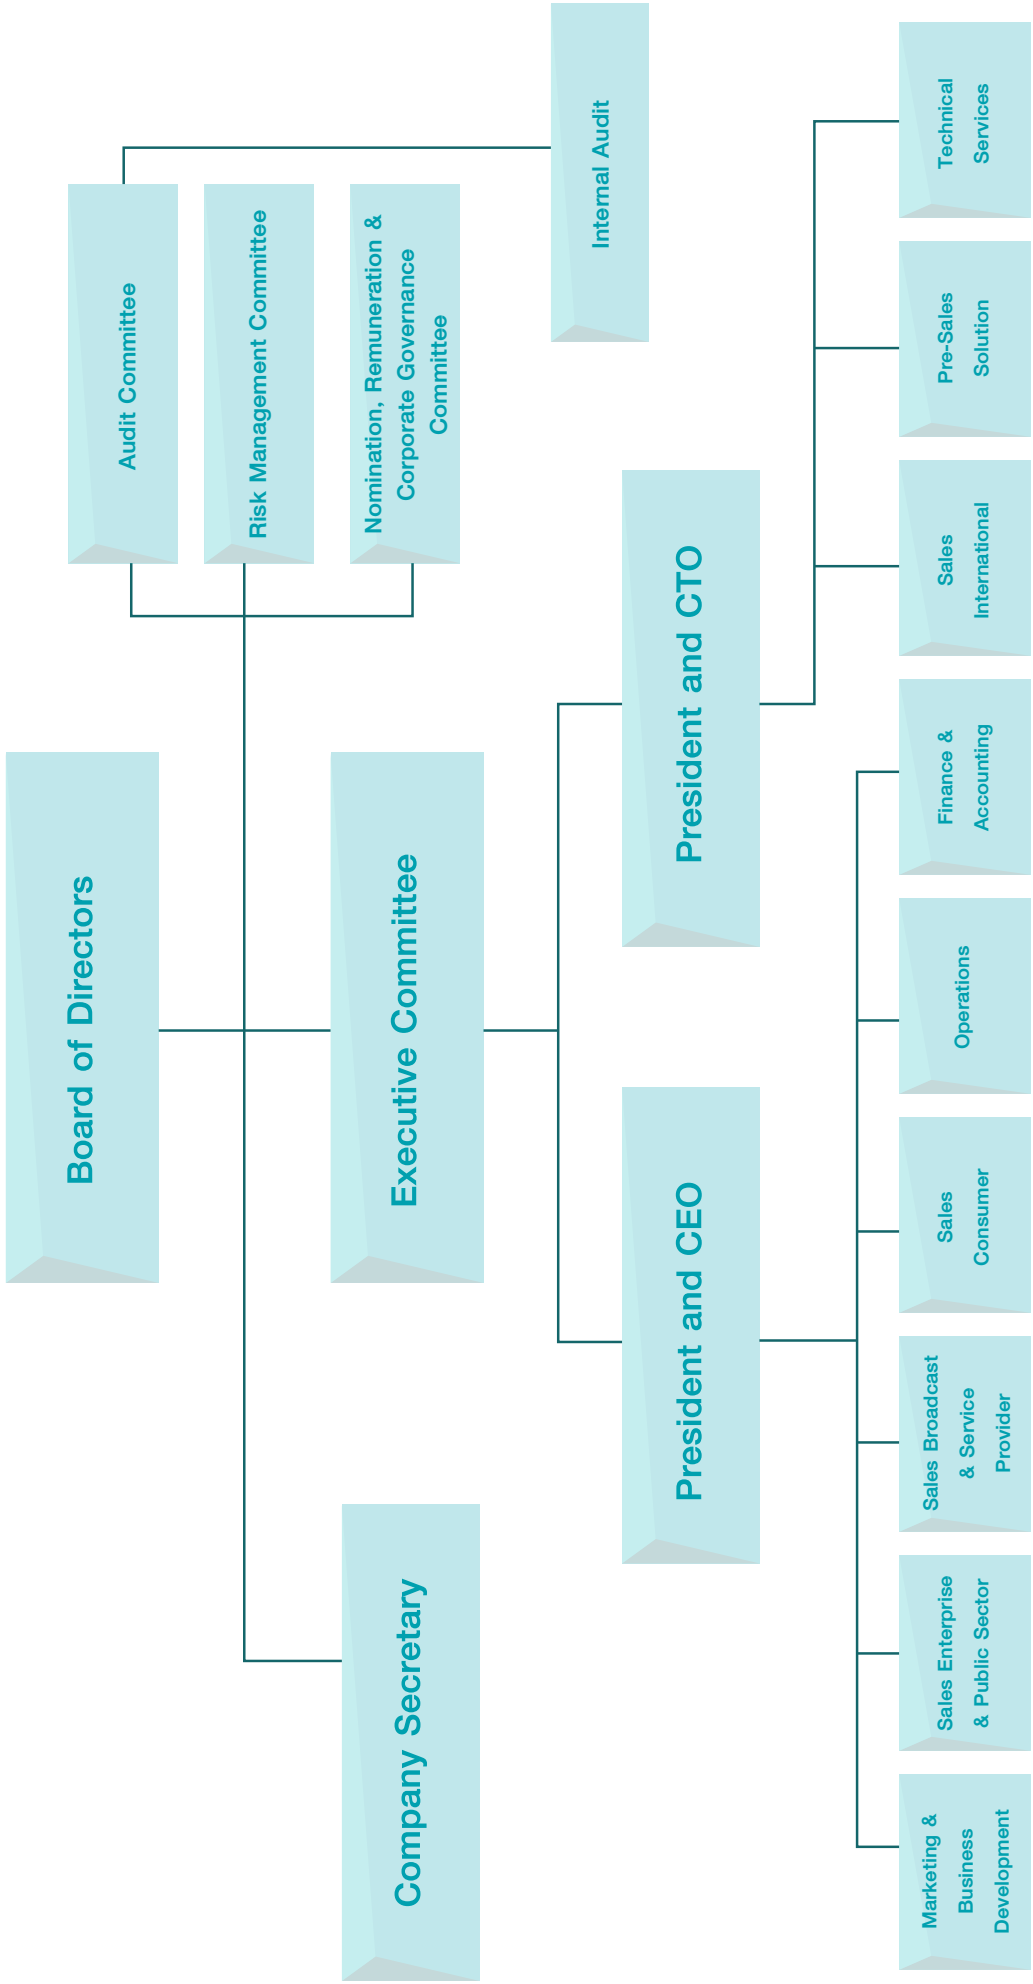 Board of Directors
Audit Committee
Risk Management Committee
Nomination, Remuneration &
Corporate Governance
Committee
Company Secretary
Executive Committee
Internal Audit
President and CEO
President and CTO
Marketing &
Business
Development
Sales Enterprise
& Public Sector
Sales Broadcast
& Service
Provider
Sales
Consumer
Operations
Finance &
Accounting
Sales
International
Pre-Sales
Solution
Technical
Services